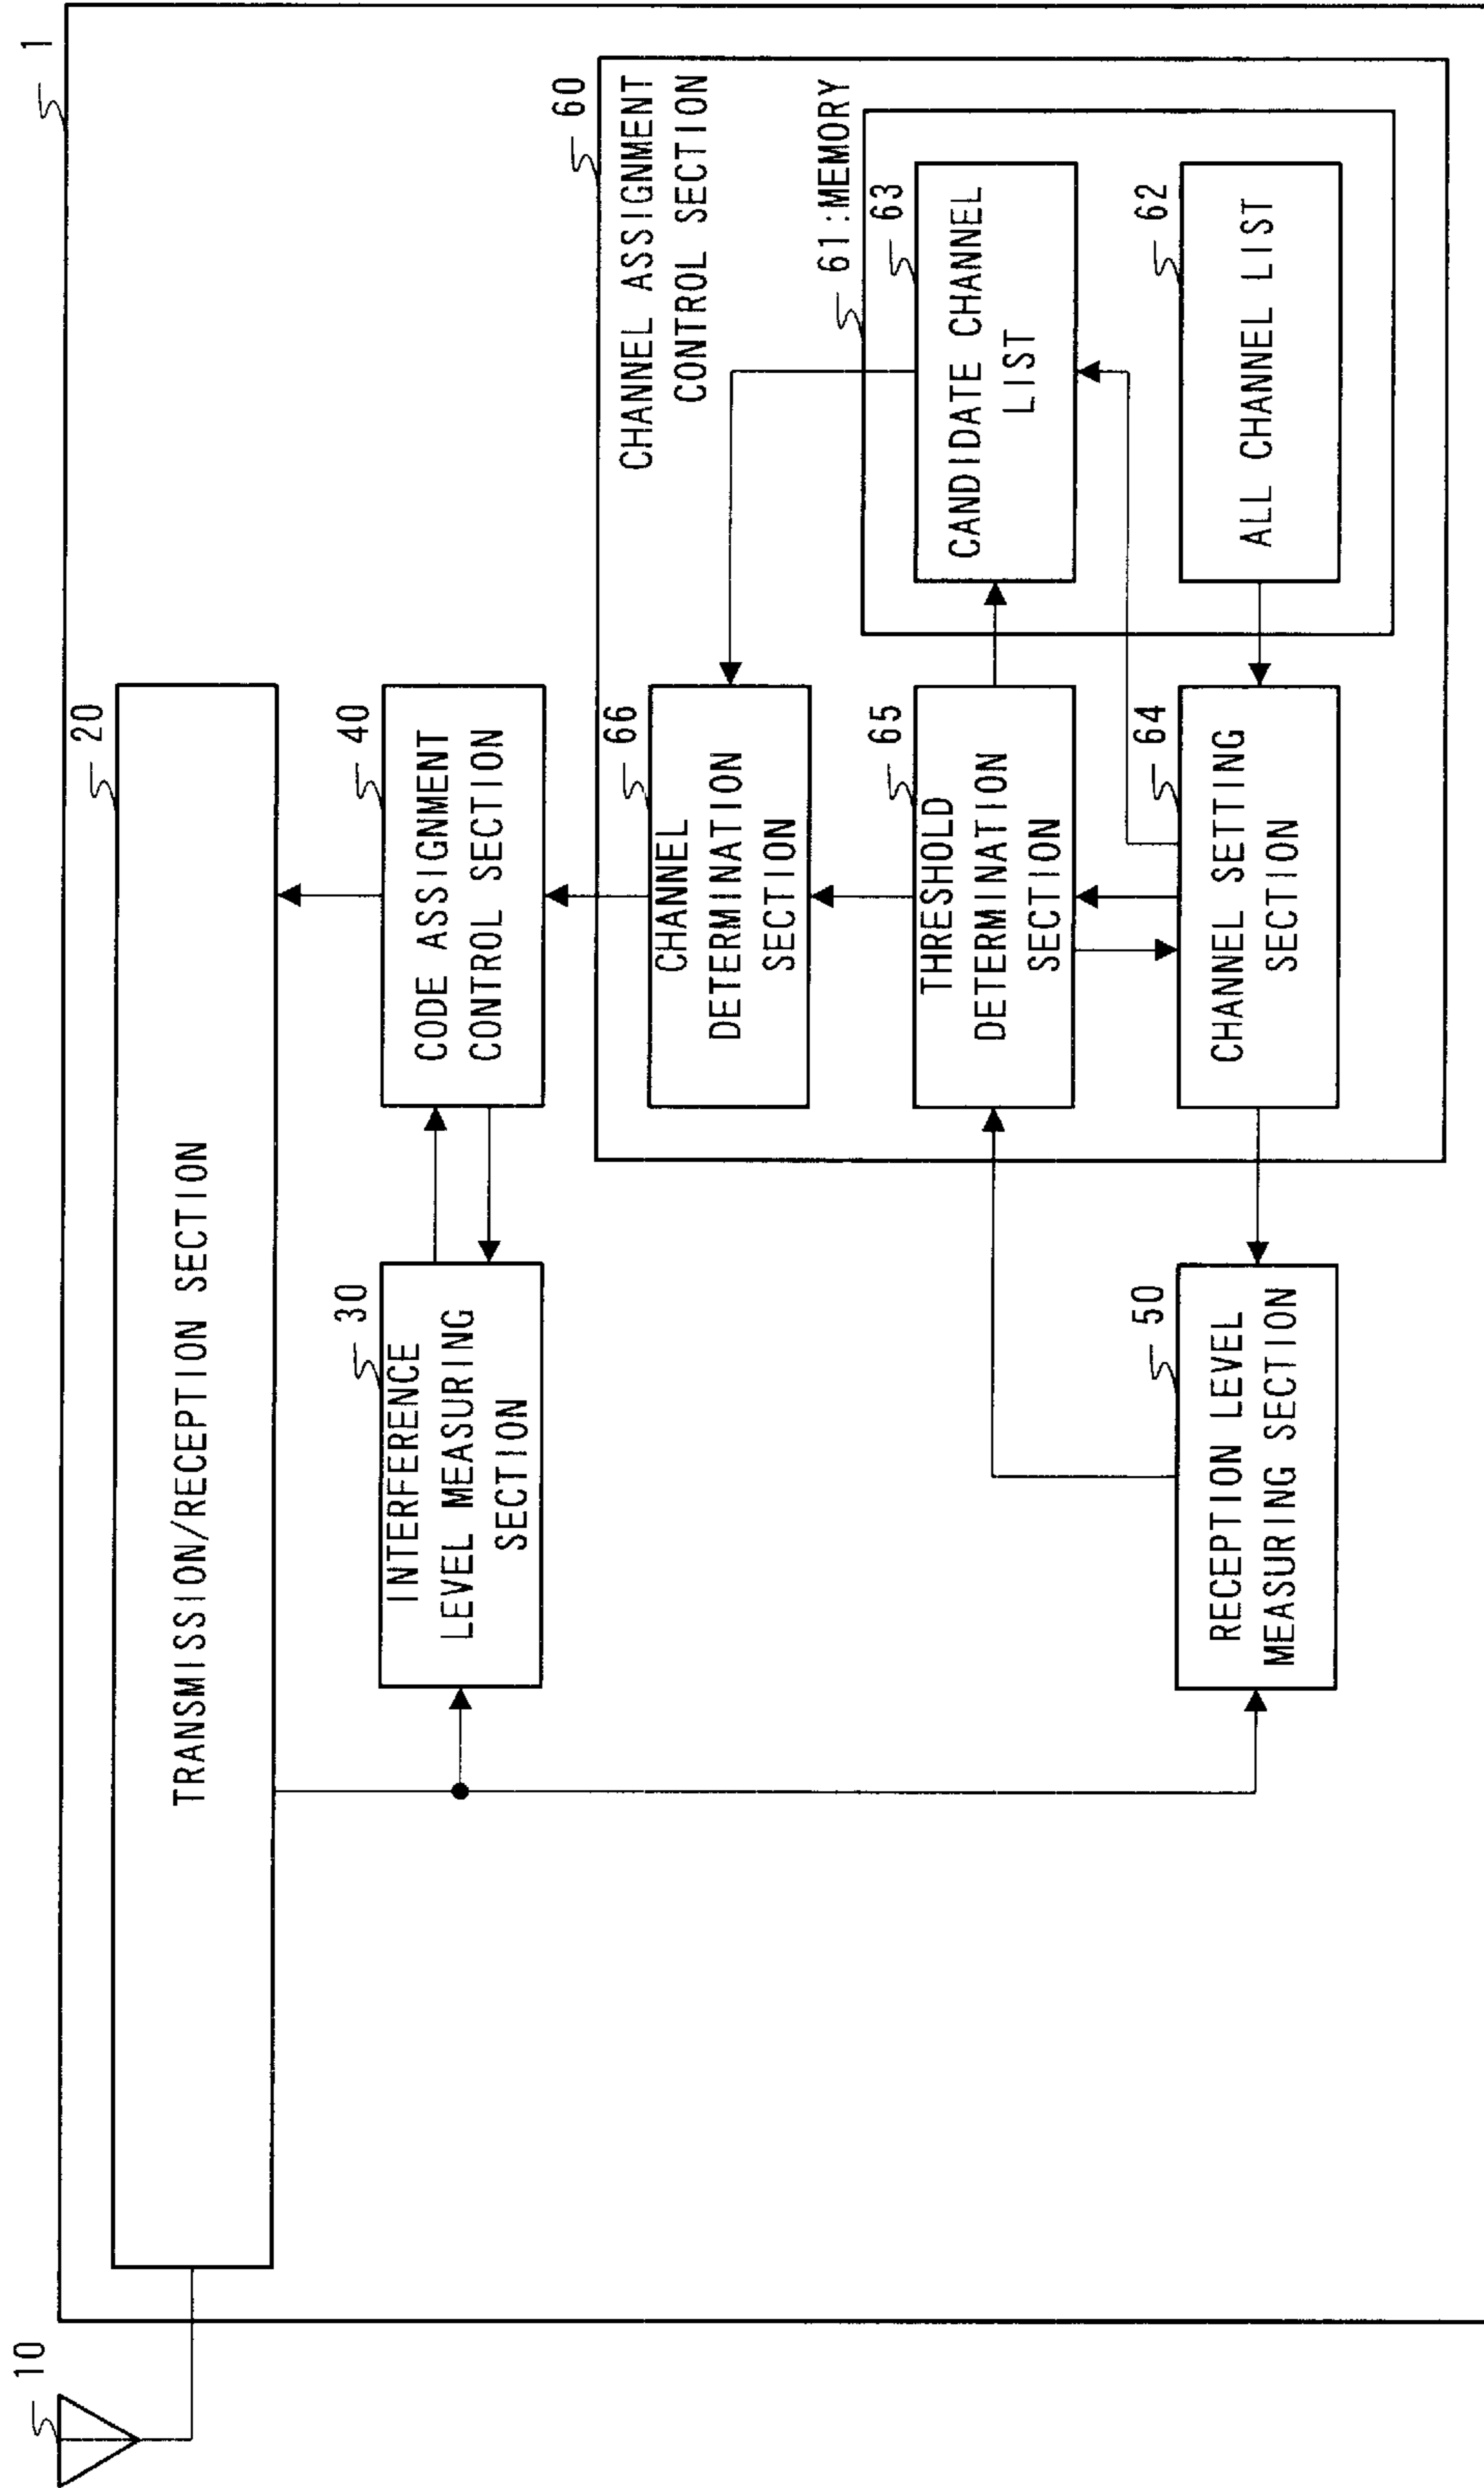 10
1
20
TRANSMISSION/RECEPTION SECTION
30
INTERFERENCE
LEVEL MEASURING
SECTION
40
CODE ASSIGNMENT
CONTROL SECTION
60
CHANNEL ASSIGNMENT
CONTROL SECTION
66
CHANNEL
DETERMINATION
SECTION
61:MEMORY
65
THRESHOLD
DETERMINATION
SECTION
63
CANDIDATE CHANNEL
LIST
50
RECEPTION LEVEL
MEASURING SECTION
64
CHANNEL SETTING
SECTION
62
ALL CHANNEL LIST